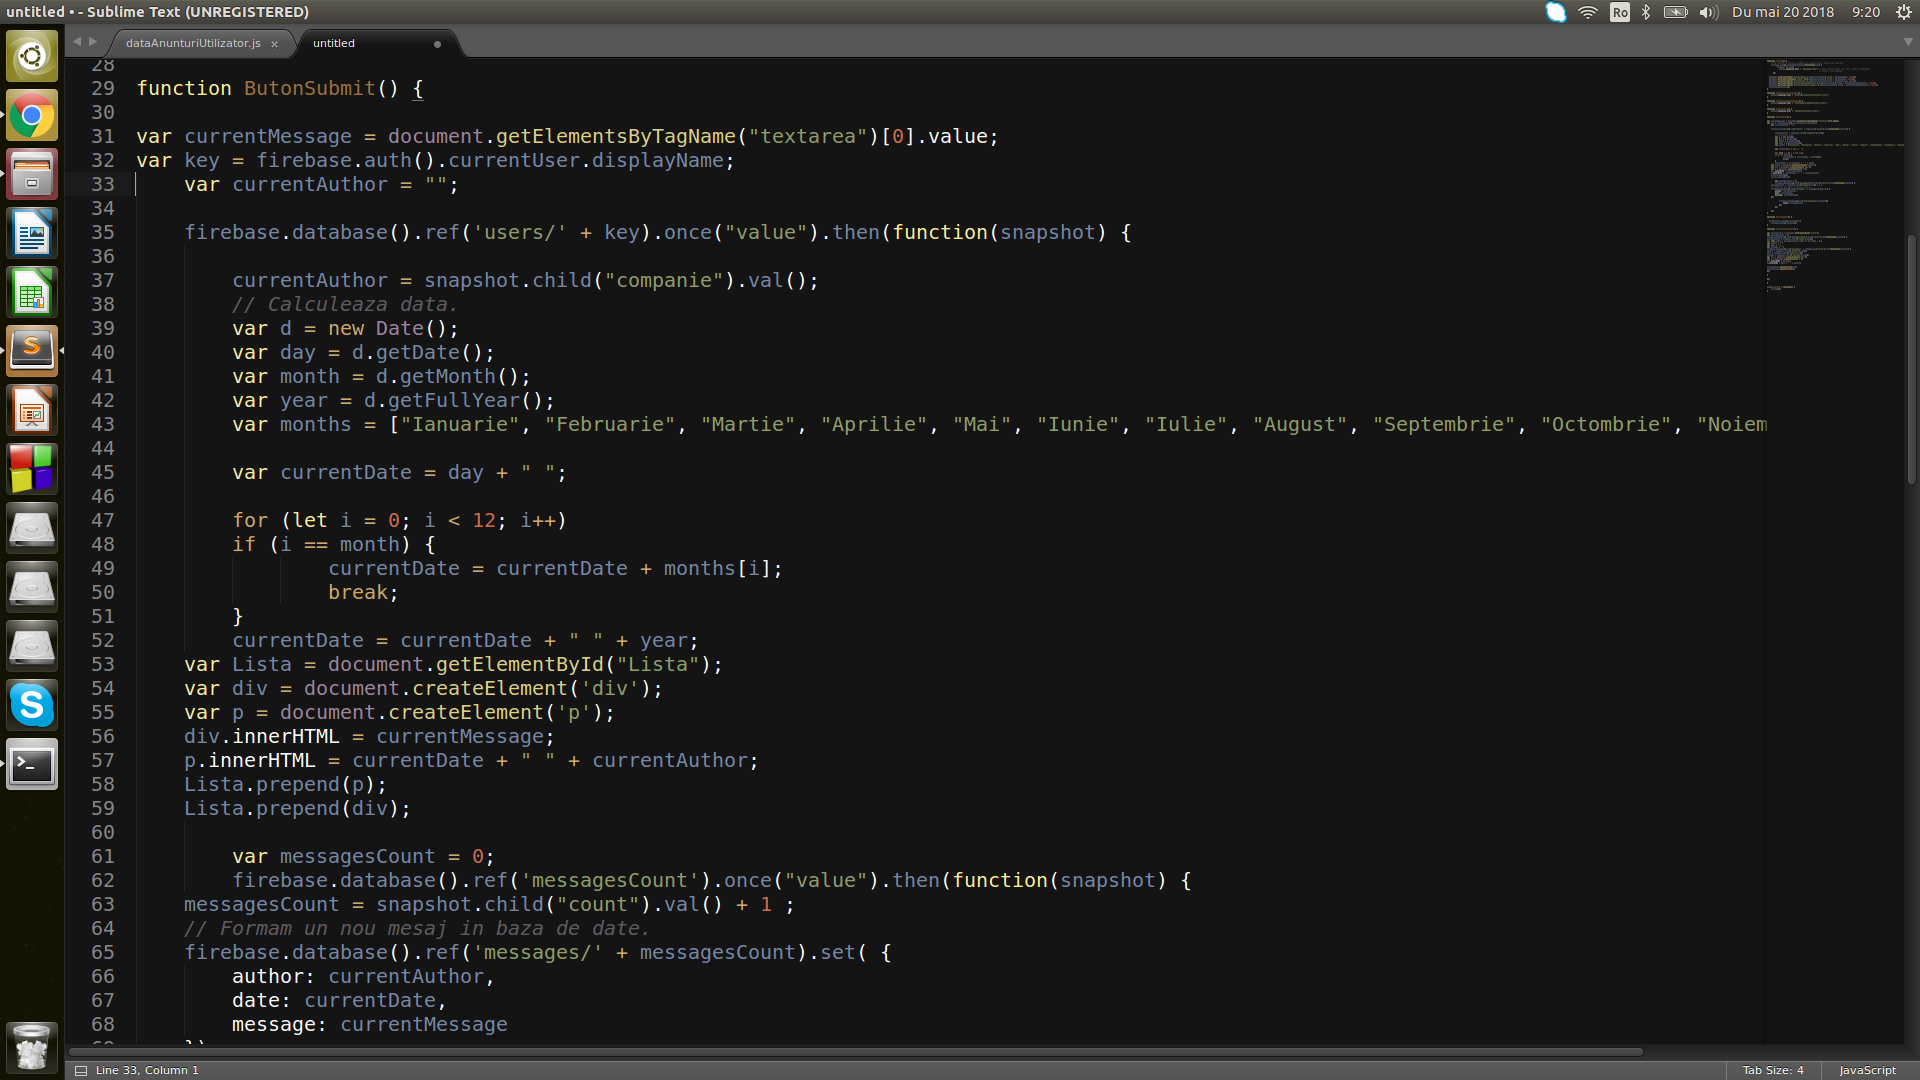 untitled • - Sublime Text (UNREGISTERED)
Ro
Du mai 20 2018
9:20
dataAnunturiUtilizator.js ×
untitled
28
29 function ButonSubmit() {
30
31 var currentMessage = document.getElementsByTagName("textarea")[0].value;
32 var key = firebase.auth().currentUser.displayName;
33 var currentAuthor = "";
34
35 firebase.database().ref('users/' + key).once("value").then(function(snapshot) {
36
37 currentAuthor = snapshot.child("companie").val();
38 // Calculeaza data.
39 var d = new Date();
40 var day = d.getDate();
41 var month = d.getMonth();
42 var year = d.getFullYear();
43 var months = ["Ianuarie", "Februarie", "Martie", "Aprilie", "Mai", "Iunie", "Iulie", "August", "Septembrie", "Octombrie", "Noiem
44
45 var currentDate = day + " ";
46
47 for (let i = 0; i < 12; i++)
48 if (i == month) {
49 currentDate = currentDate + months[i];
50 break;
51 }
52 currentDate = currentDate + " " + year;
53 var Lista = document.getElementById("Lista");
54 var div = document.createElement('div');
55 var p = document.createElement('p');
56 div.innerHTML = currentMessage;
57 p.innerHTML = currentDate + " " + currentAuthor;
58 Lista.prepend(p);
59 Lista.prepend(div);
60
61 var messagesCount = 0;
62 firebase.database().ref('messagesCount').once("value").then(function(snapshot) {
63 messagesCount = snapshot.child("count").val() + 1 ;
64 // Formam un nou mesaj in baza de date.
65 firebase.database().ref('messages/' + messagesCount).set( {
66 author: currentAuthor,
67 date: currentDate,
68 message: currentMessage
69 })
Line 33, Column 1
Tab Size: 4
JavaScript